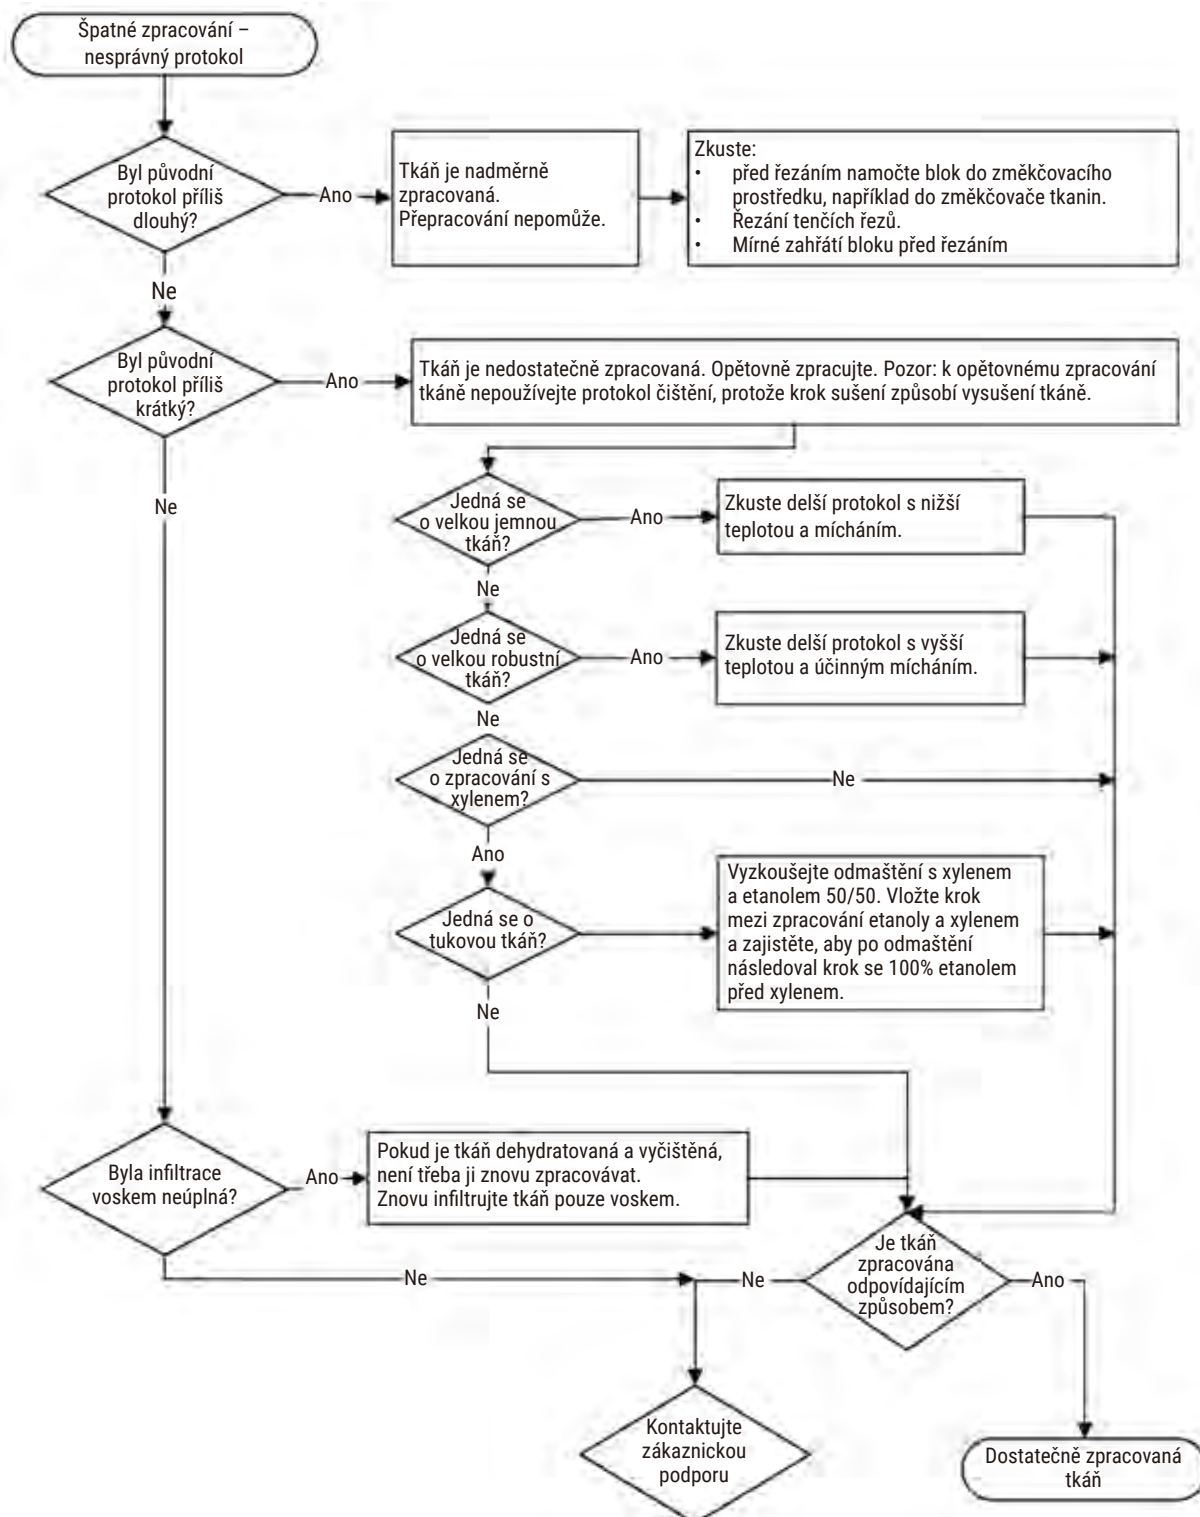 Špatné zpracování –
nesprávný protokol
Byl původní
protokol příliš
dlouhý?
Ano
Tkáň je nadměrně
zpracovaná.
Přepracování nepomůže.
Zkuste:
• před řezáním namočte blok do změkčovacího
prostředku, například do změkčovače tkanin.
• Řezání tenčích řezů.
• Mírné zahřátí bloku před řezáním
Ne
Byl původní
protokol příliš
krátký?
Ano
Tkáň je nedostatečně zpracovaná. Opětovně zpracujte. Pozor: k opětovnému zpracování
tkáně nepoužívejte protokol čištění, protože krok sušení způsobí vysušení tkáně.
Ne
Jedná se
o velkou jemnou
tkáň?
Ano
Zkuste delší protokol s nižší
teplotou a mícháním.
Ne
Jedná se
o velkou robustní
tkáň?
Ano
Zkuste delší protokol s vyšší
teplotou a účinným mícháním.
Ne
Jedná se
o zpracování s
xylenem?
Ne
Ano
Jedná se o
tukovou tkáň?
Vyzkoušejte odmaštění s xylenem
a etanolem 50/50. Vložte krok
mezi zpracování etanoly a xylenem
a zajistěte, aby po odmaštění
následoval krok se 100% etanolem
před xylenem.
Ne
Byla infiltrace
voskem neúplná?
Ano
Pokud je tkáň dehydratovaná a vyčištěná,
není třeba ji znovu zpracovávat.
Znovu infiltrujte tkáň pouze voskem.
Ne
Ne
Je tkáň
zpracována
odpovídajícím
způsobem?
Ano
Kontaktujte
zákaznickou
podporu
Dostatečně zpracovaná
tkáň